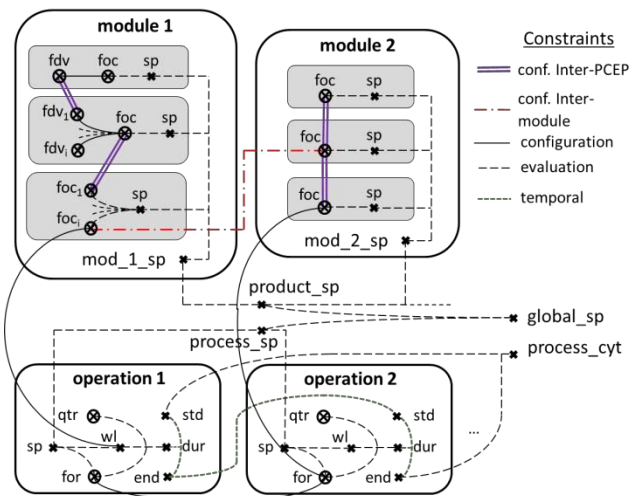 module 1
fdv foc sp
fdv1
foc sp
fdvi
foc1
sp
foci
mod_1_sp
module 2
foc sp
foc sp
foc sp
mod_2_sp
Constraints
conf. Inter-PCEP
conf. Inter-
module
configuration
evaluation
temporal
product_sp
global_sp
process_sp
process_cyt
operation 1
qtr std
sp wl dur
for end
operation 2
qtr std
sp wl dur
for end
...